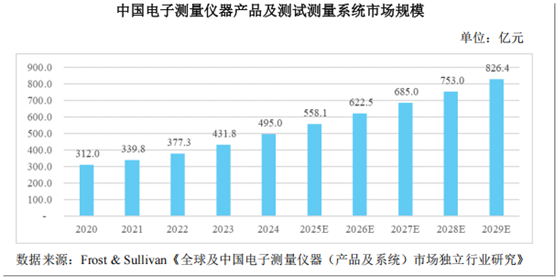 中国电子测量仪器产品及测试测量系统市场规模
单位：亿元
900.0
800.0
700.0
600.0
500.0
400.0
300.0
200.0
100.0
-
312.0 339.8 377.3 431.8 495.0 558.1 622.5 685.0 753.0 826.4
2020 2021 2022 2023 2024 2025E 2026E 2027E 2028E 2029E
数据来源：Frost & Sullivan《全球及中国电子测量仪器（产品及系统）市场独立行业研究》